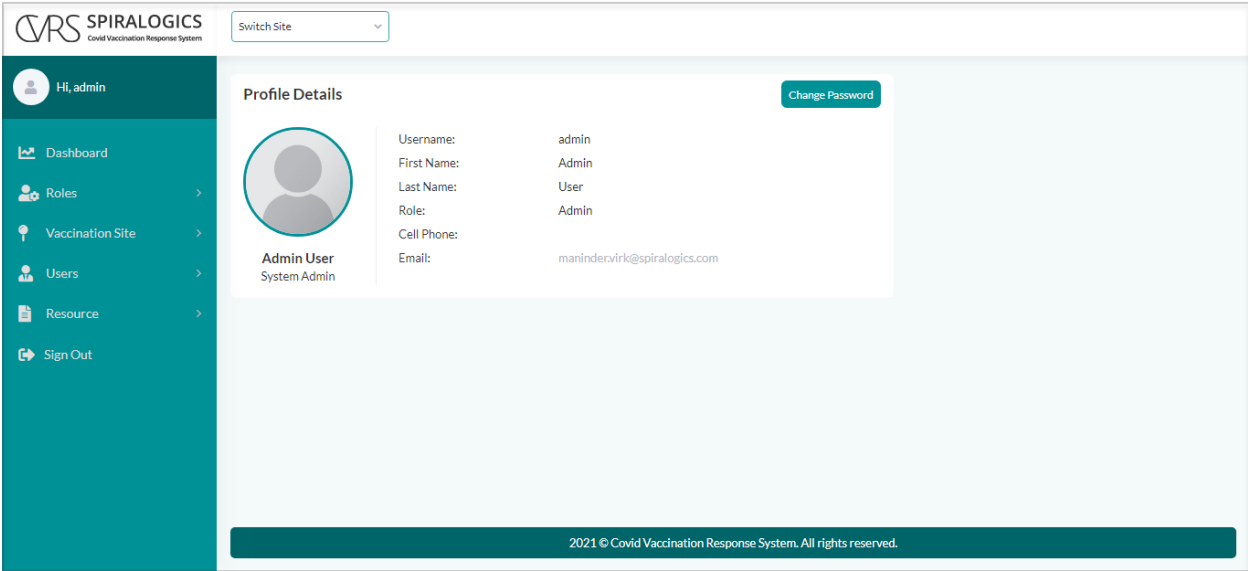 CVRS SPIRALOGICS
Covid Vaccination Response System
Switch Site
Hi, admin
Dashboard
Roles
Vaccination Site
Users
Resource
Sign Out
Profile Details
Change Password
Admin User
System Admin
Username: admin
First Name: Admin
Last Name: User
Role: Admin
Cell Phone:
Email: maninder.virk@spiralogics.com
2021 © Covid Vaccination Response System. All rights reserved.